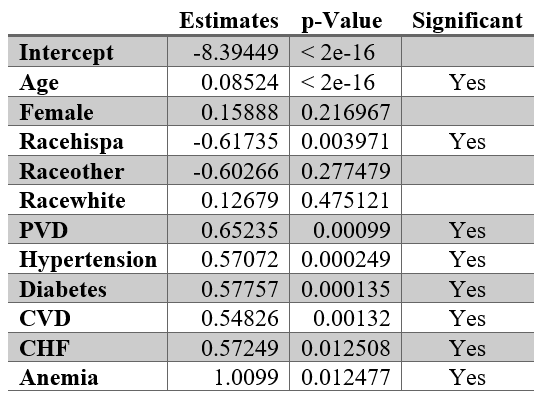 Estimates p-Value Significant
Intercept -8.39449 < 2e-16
Age 0.08524 < 2e-16 Yes
Female 0.15888 0.216967
Racehispa -0.61735 0.003971 Yes
Raceother -0.60266 0.277479
Racewhite 0.12679 0.475121
PVD 0.65235 0.00099 Yes
Hypertension 0.57072 0.000249 Yes
Diabetes 0.57757 0.000135 Yes
CVD 0.54826 0.00132 Yes
CHF 0.57249 0.012508 Yes
Anemia 1.0099 0.012477 Yes